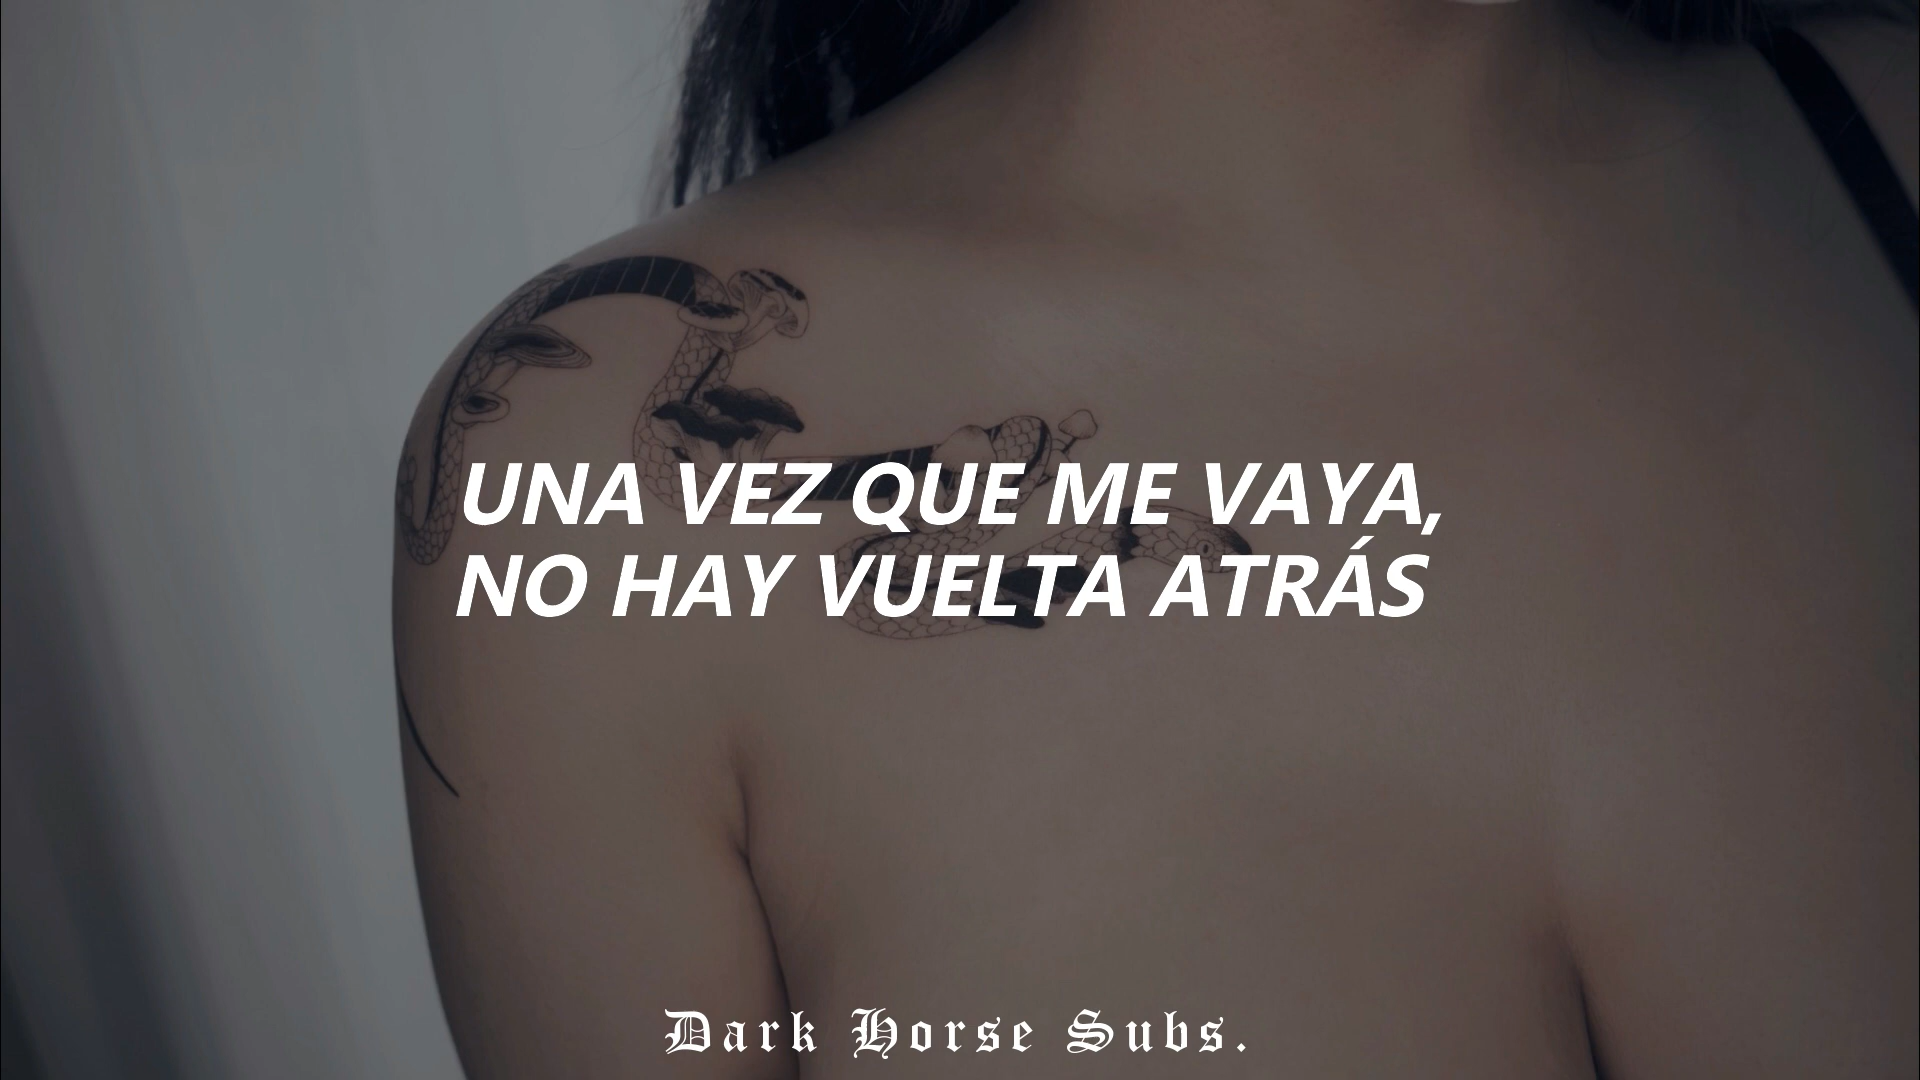 UNA VEZ QUE ME VAYA,
NO HAY VUELTA ATRÁS
Dark Horse Subs.